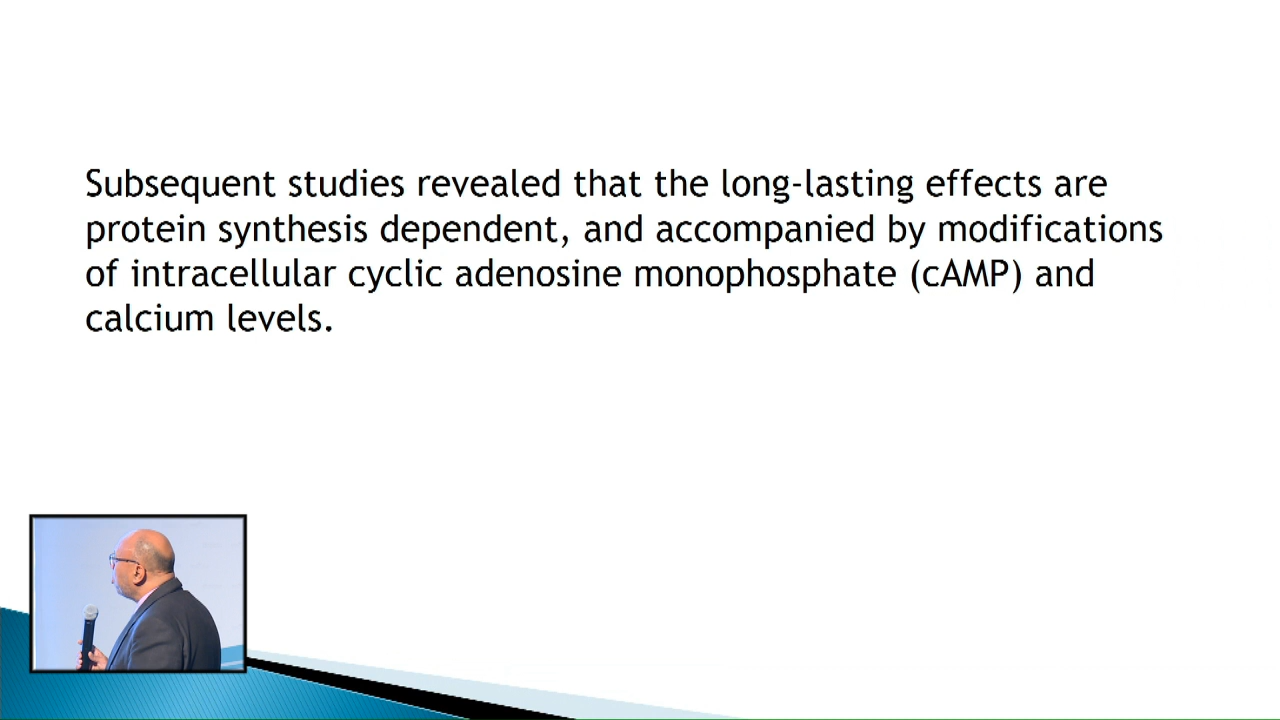 Subsequent studies revealed that the long-lasting effects are
protein synthesis dependent, and accompanied by modifications
of intracellular cyclic adenosine monophosphate (cAMP) and
calcium levels.